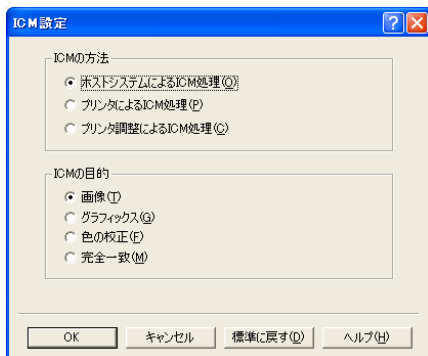 ICM設定
ICMの方法
ホストシステムによるICM処理(O)
プリンタによるICM処理(P)
プリンタ調整によるICM処理(C)
ICMの目的
画像(T)
グラフィックス(G)
色の校正(F)
完全一致(M)
OK キャンセル 標準に戻す(D) ヘルプ(H)